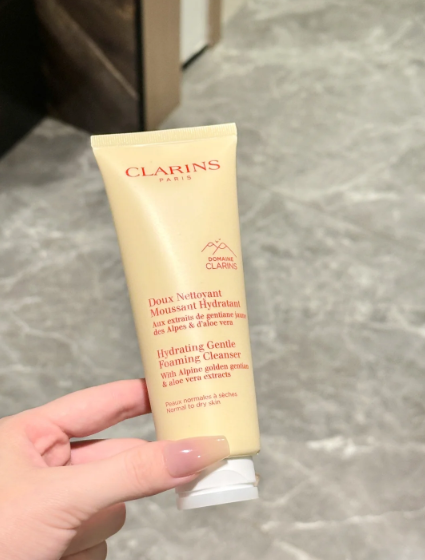 CLARINS
PARIS
DOMAINE
CLARINS
Doux Nettoyant
Moussant Hydratant
Aux extraits de gentiane
des Alpes & d'aloe vera
Hydrating Gentle
Foaming Cleanser
With Alpine golden gentian
& aloe vera extracts
Peaux normales à sèches
Normal to dry skin